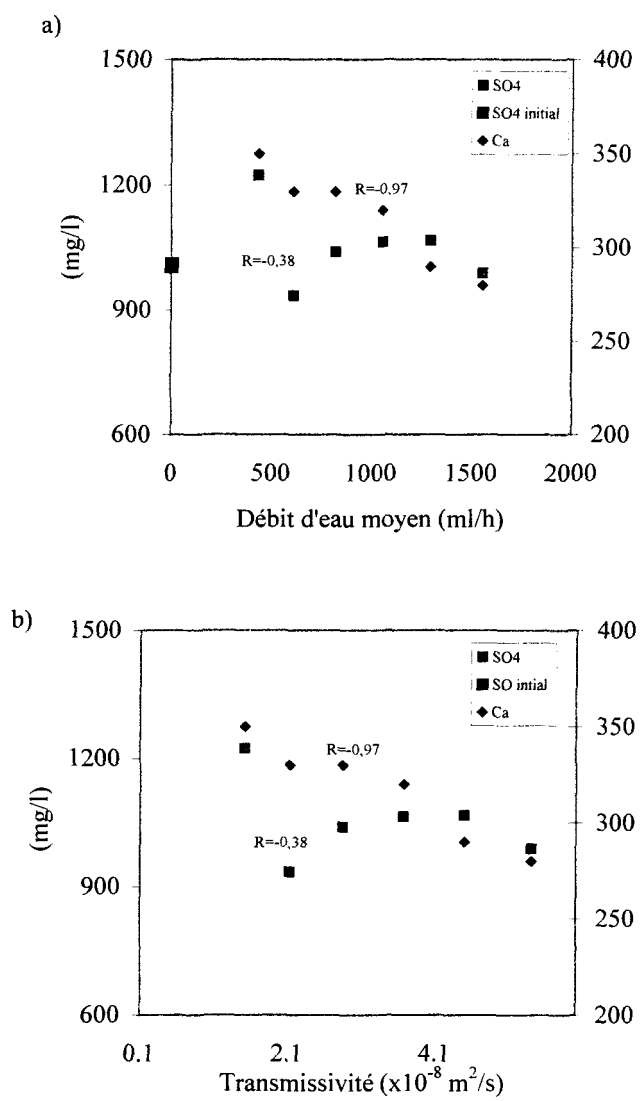 a)
1500
1200
900
600
(mg/l)
400
350
300
250
200
SO4
SO4 initial
Ca
R=-0,97
R=-0,38
0
500
1000
1500
2000
Débit d'eau moyen (ml/h)
b)
1500
1200
900
600
(mg/l)
400
350
300
250
200
SO4
SO intial
Ca
R=-0,97
R=-0,38
0.1
2.1
4.1
Transmissivité (x10⁻⁸ m²/s)